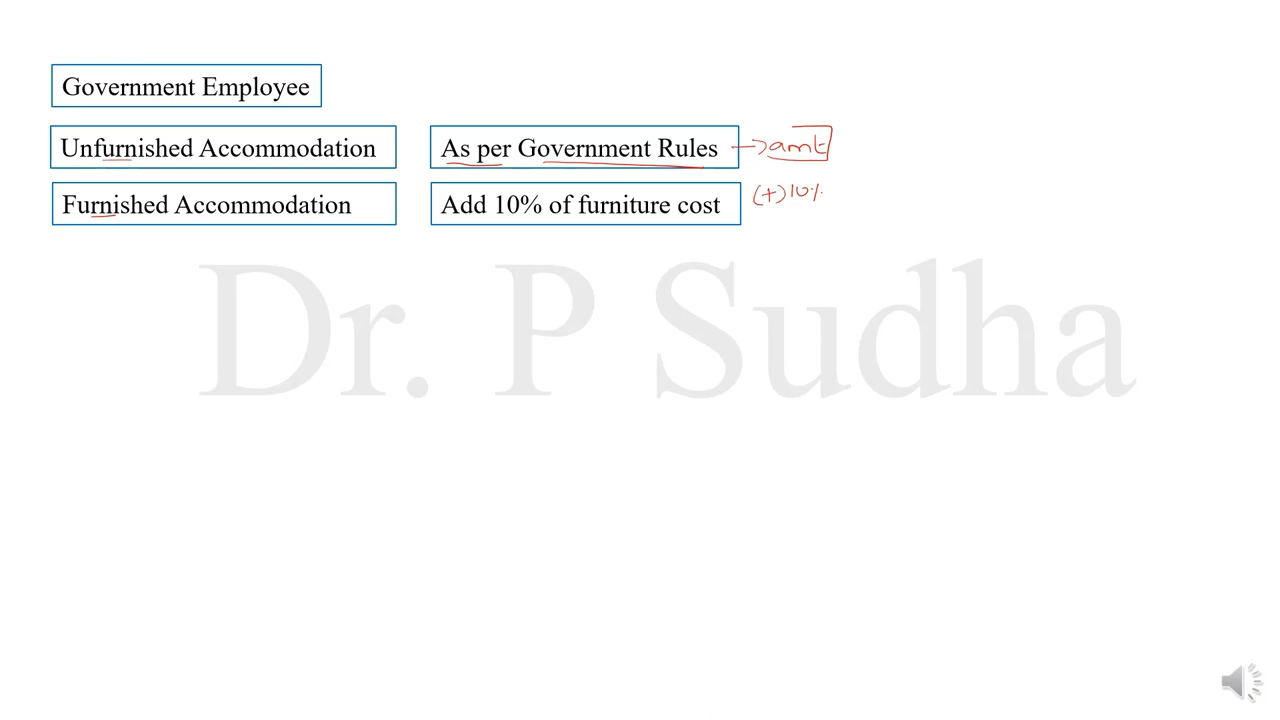 Government Employee
Unfurnished Accommodation As per Government Rules → amt
Furnished Accommodation Add 10% of furniture cost (+) 10%
Dr. P Sudha